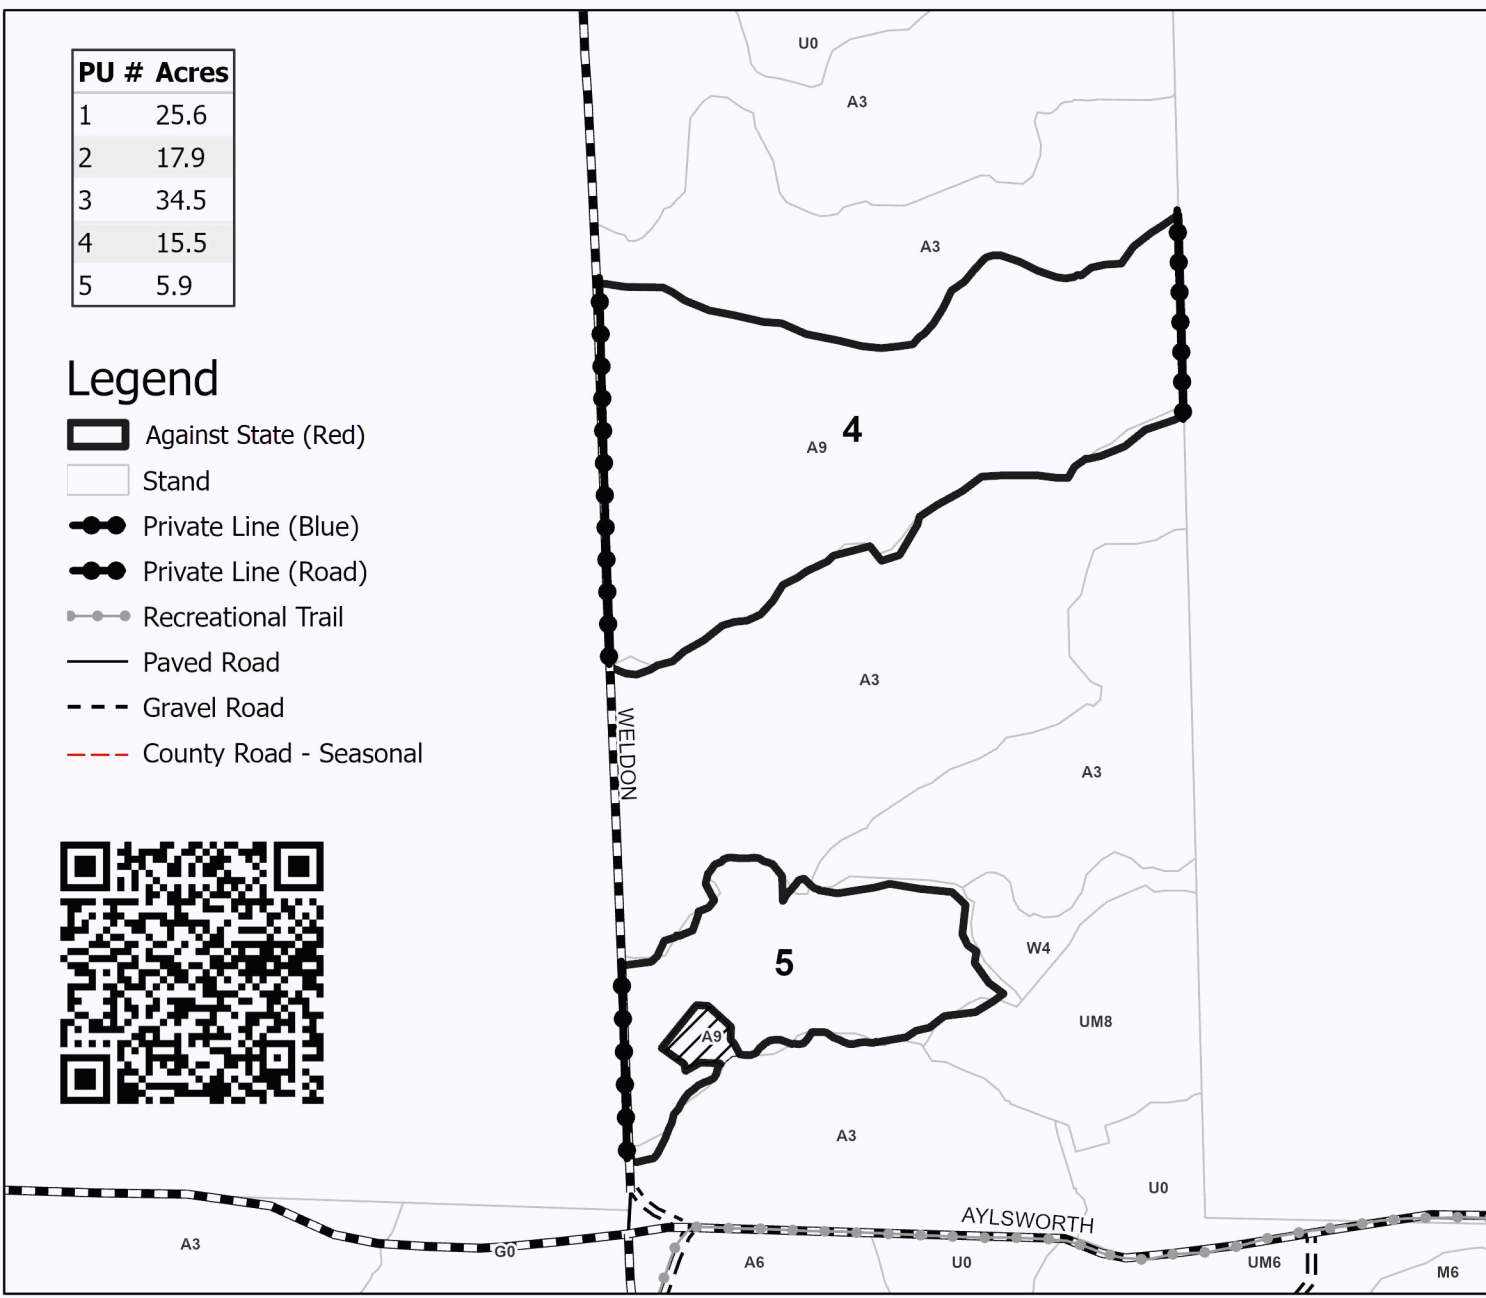 PU # Acres
1 25.6
2 17.9
3 34.5
4 15.5
5 5.9
Legend
Against State (Red)
Stand
Private Line (Blue)
Private Line (Road)
Recreational Trail
Paved Road
Gravel Road
County Road - Seasonal
U0
A3
A3
4
A9
A3
WELDON
A3
5
W4
A9
UM8
A3
U0
AYLSWORTH
A3
G0
A6
U0
UM6
M6